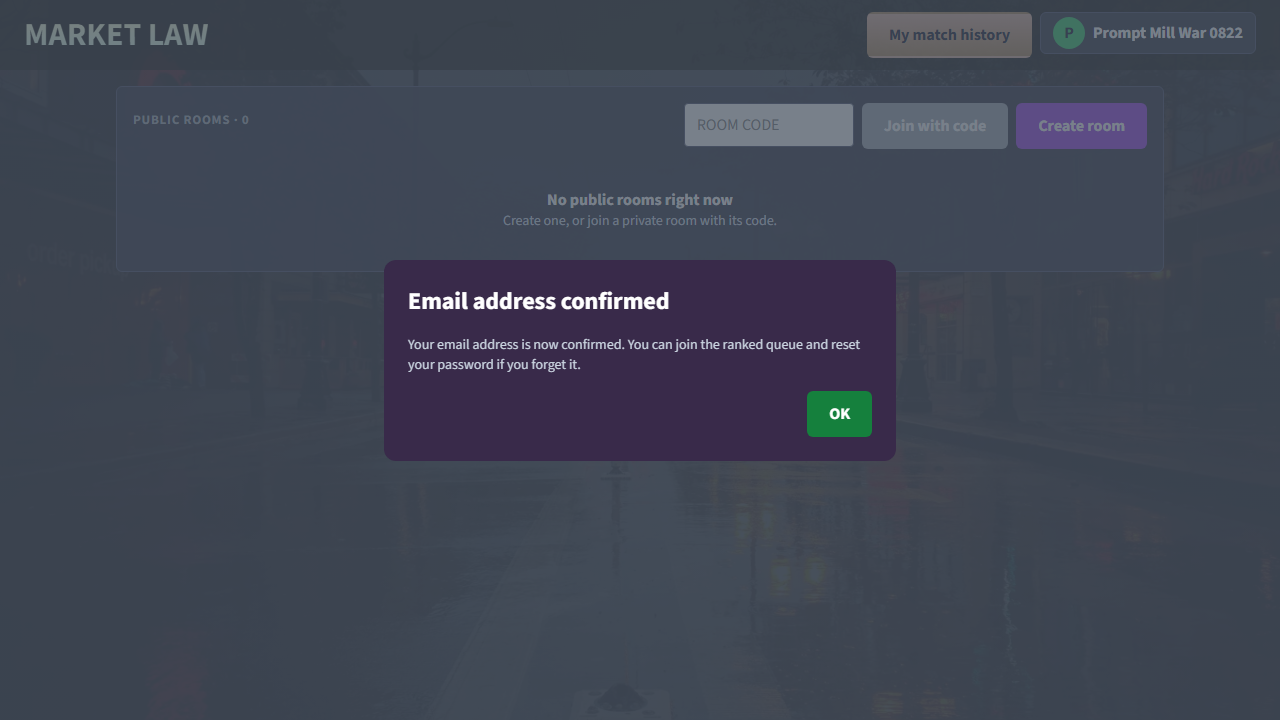 MARKET LAW
My match history
P
Prompt Mill War 0822
PUBLIC ROOMS · 0
ROOM CODE
Join with code
Create room
No public rooms right now
Create one, or join a private room with its code.
Email address confirmed
Your email address is now confirmed. You can join the ranked queue and reset
your password if you forget it.
OK